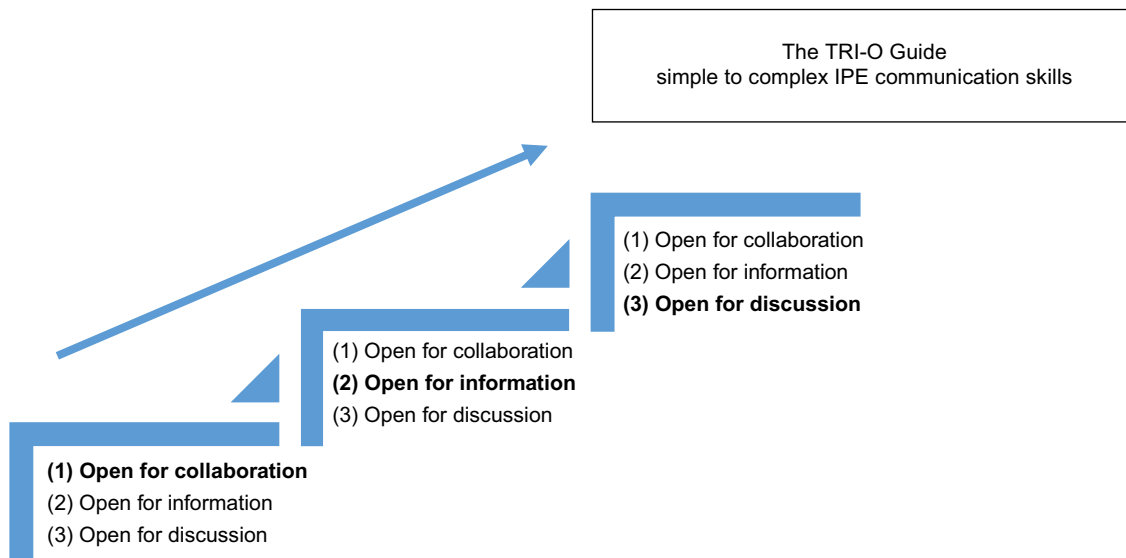 The TRI-O Guide
simple to complex IPE communication skills
(1) Open for collaboration
(2) Open for information
(3) Open for discussion
(1) Open for collaboration
(2) Open for information
(3) Open for discussion
(1) Open for collaboration
(2) Open for information
(3) Open for discussion